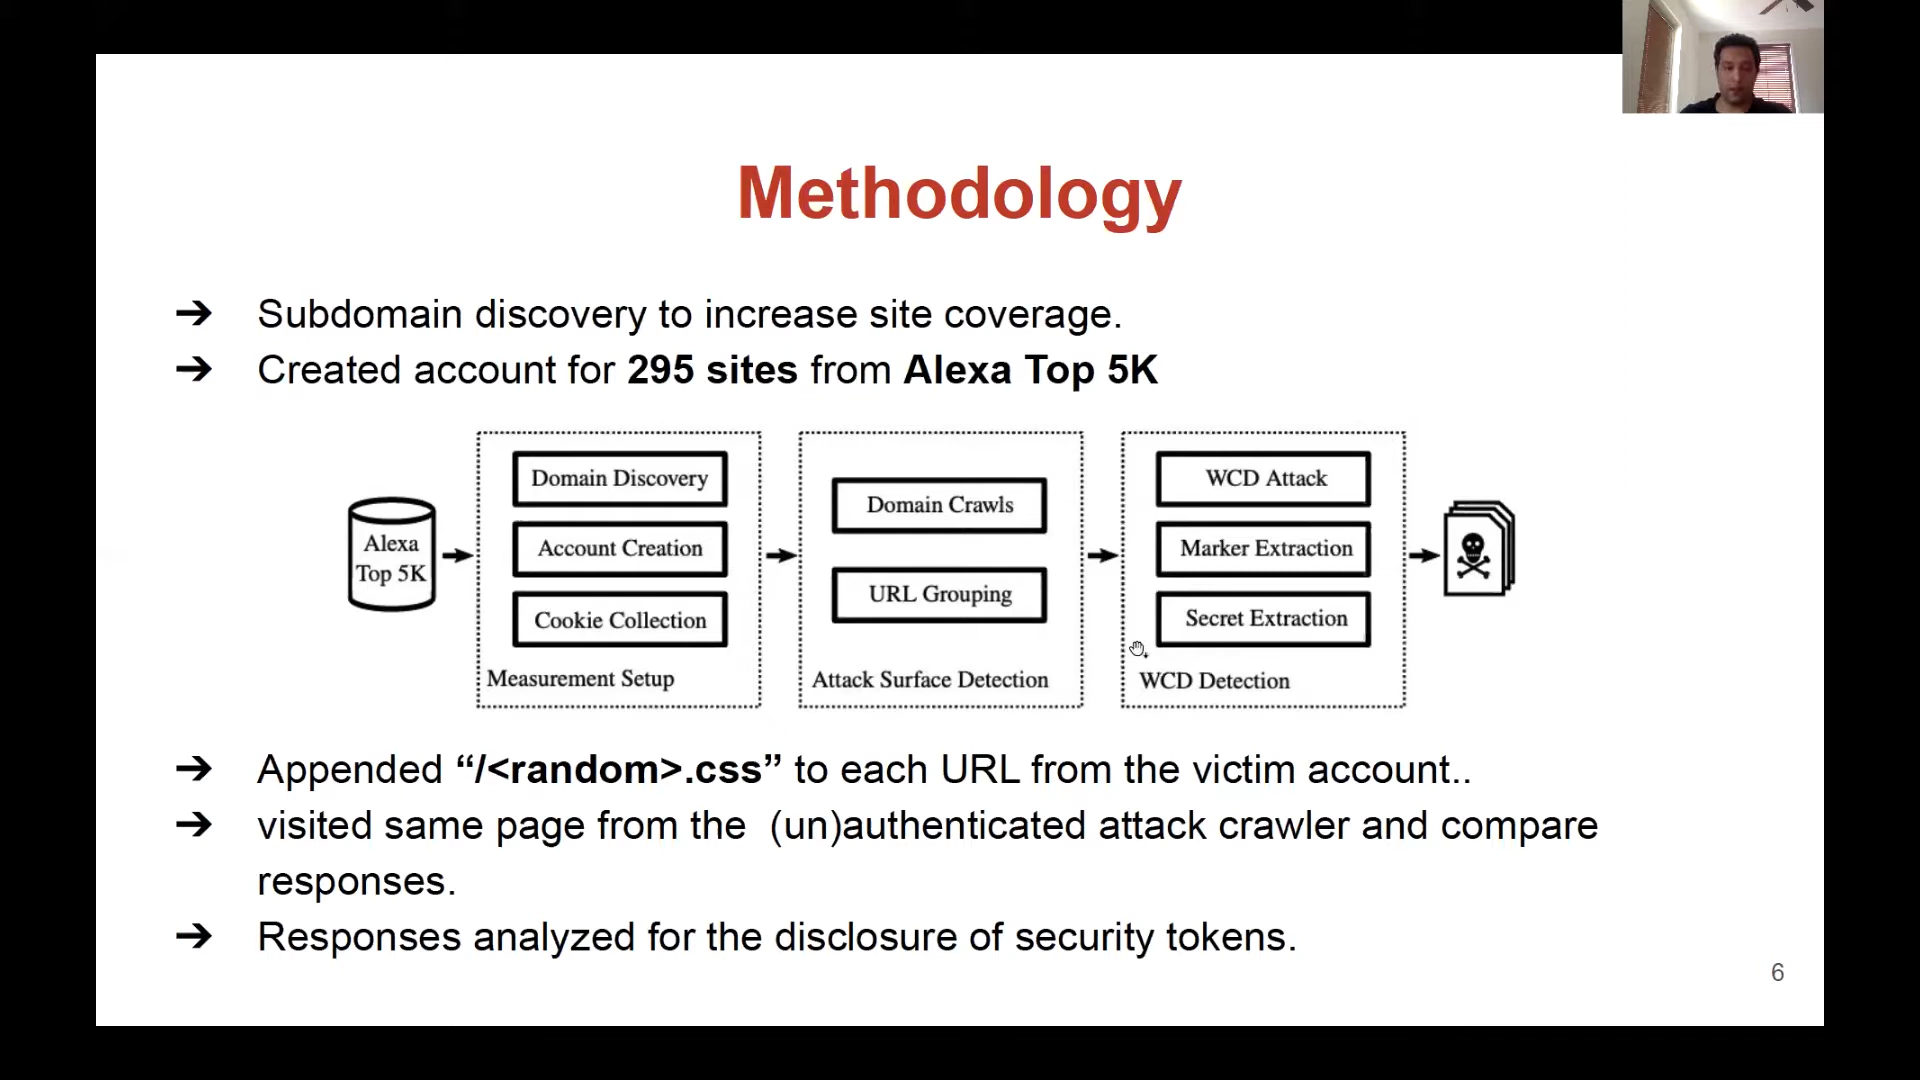 Methodology
➔ Subdomain discovery to increase site coverage.
➔ Created account for 295 sites from Alexa Top 5K
Alexa
Top 5K
Domain Discovery
Account Creation
Cookie Collection
Measurement Setup
Domain Crawls
URL Grouping
Attack Surface Detection
WCD Attack
Marker Extraction
Secret Extraction
WCD Detection
➔ Appended “/<random>.css” to each URL from the victim account..
➔ visited same page from the (un)authenticated attack crawler and compare
responses.
➔ Responses analyzed for the disclosure of security tokens.
6